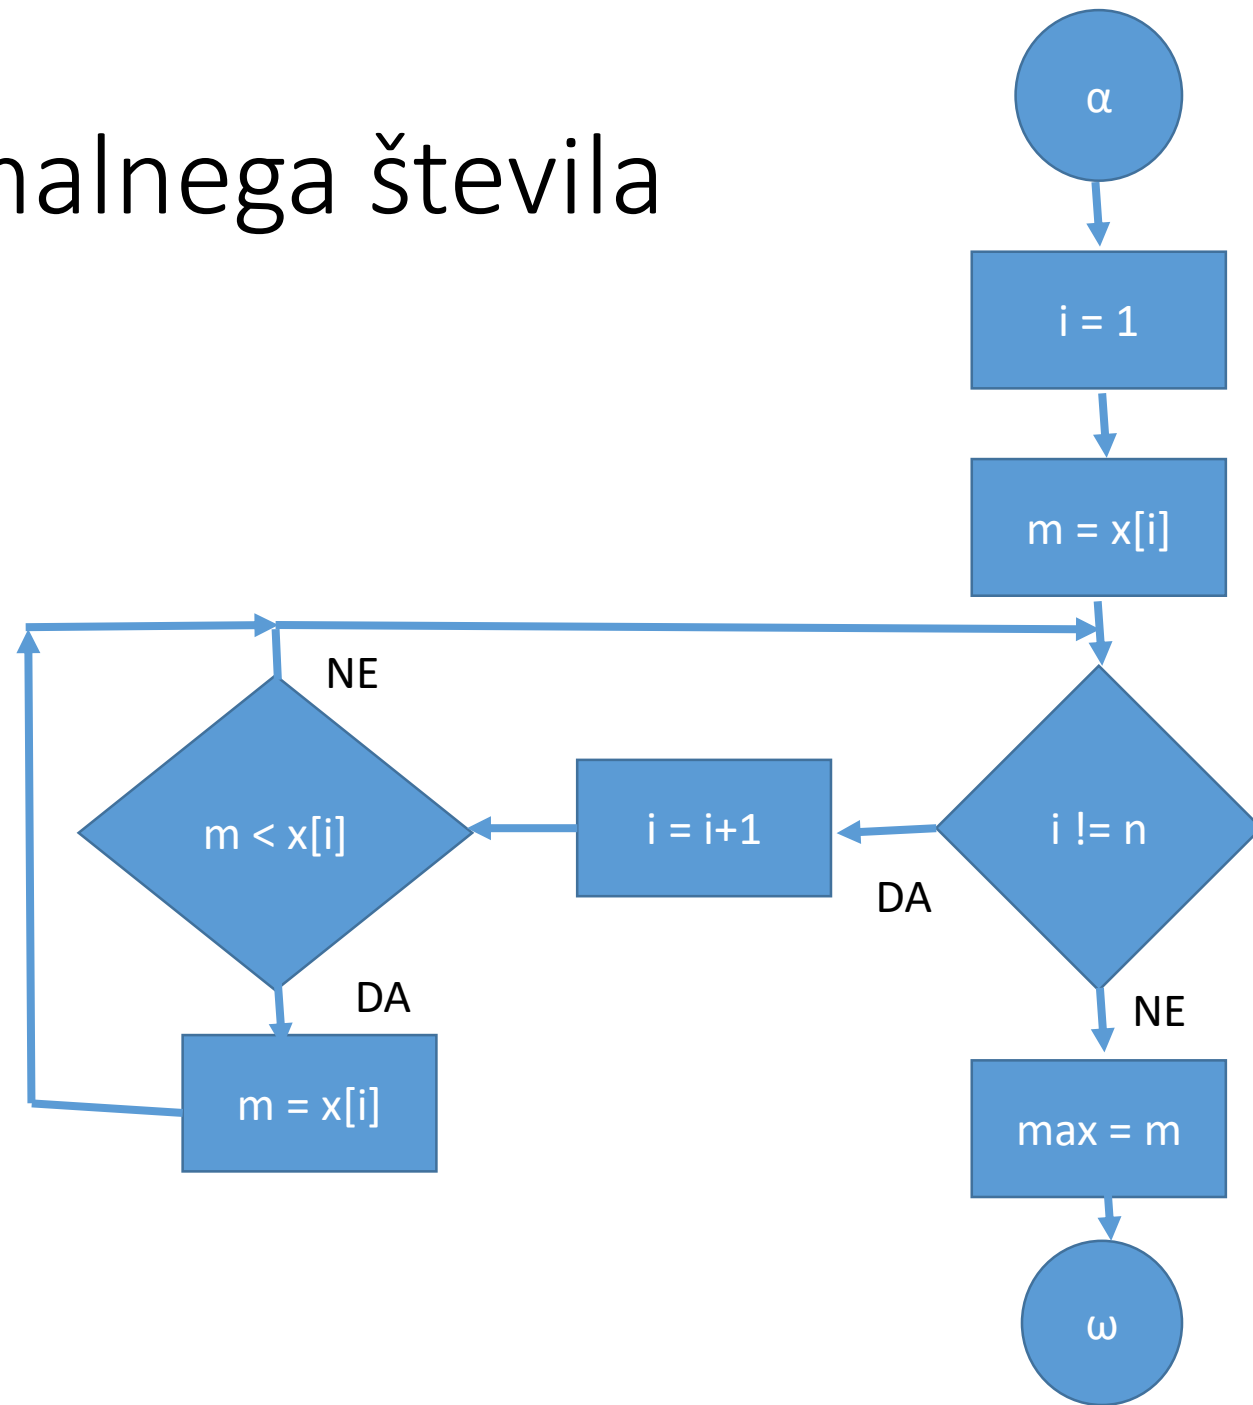 α
nalnega števila
i = 1
m = x[i]
NE
m < x[i]
i = i+1
i != n
DA
DA
NE
m = x[i]
max = m
ω